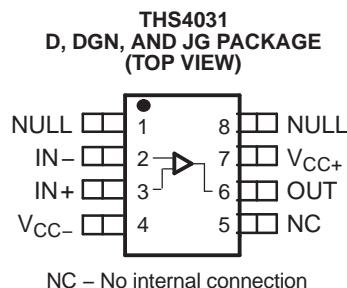 THS4031
D, DGN, AND JG PACKAGE
(TOP VIEW)
NULL 1 8 NULL
IN− 2 7 VCC+
IN+ 3 6 OUT
VCC− 4 5 NC
NC − No internal connection